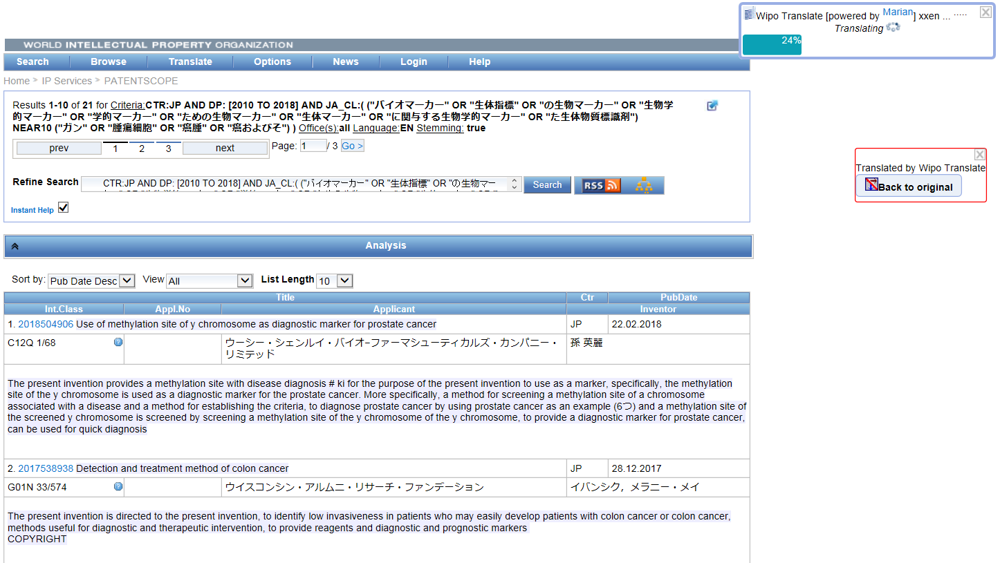 Wipo Translate [powered by Marian] xxen ... ·····
Translating
24%
WORLD INTELLECTUAL PROPERTY ORGANIZATION
Search Browse Translate Options News Login Help
Home > IP Services > PATENTSCOPE
Results 1-10 of 21 for Criteria:CTR:JP AND DP: [2010 TO 2018] AND JA_CL:( ("バイオマーカー" OR "生体指標" OR "の生物マーカー" OR "生物学
的マーカー" OR "学的マーカー" OR "ための生物マーカー" OR "生体マーカー" OR "に関与する生物学的マーカー" OR "た生体物質標識剤")
NEAR10 ("ガン" OR "腫瘍細胞" OR "癌腫" OR "癌およびそ") ) Office(s):all Language:EN Stemming: true
prev 1 2 3 next Page: 1 / 3 Go >
Translated by Wipo Translate
Back to original
Refine Search CTR:JP AND DP: [2010 TO 2018] AND JA_CL:( ("バイオマーカー" OR "生体指標" OR "の生物マー Search RSS
Instant Help
Analysis
Sort by: Pub Date Desc View All List Length 10
Title Ctr PubDate
Int.Class Appl.No Applicant Inventor
1. 2018504906 Use of methylation site of y chromosome as diagnostic marker for prostate cancer JP 22.02.2018
C12Q 1/68 ウーシー・シェンルイ・バイオ−ファーマシューティカルズ・カンパニー・ 孫 英麗
リミテッド
The present invention provides a methylation site with disease diagnosis # ki for the purpose of the present invention to use as a marker, specifically, the methylation
site of the y chromosome is used as a diagnostic marker for the prostate cancer. More specifically, a method for screening a methylation site of a chromosome
associated with a disease and a method for establishing the criteria, to diagnose prostate cancer by using prostate cancer as an example (6つ) and a methylation site of
the screened y chromosome is screened by screening a methylation site of the y chromosome of the y chromosome, to provide a diagnostic marker for prostate cancer,
can be used for quick diagnosis
2. 2017538938 Detection and treatment method of colon cancer JP 28.12.2017
G01N 33/574 ウイスコンシン・アルムニ・リサーチ・ファンデーション イバンシク，メラニー・メイ
The present invention is directed to the present invention, to identify low invasiveness in patients who may easily develop patients with colon cancer or colon cancer,
methods useful for diagnostic and therapeutic intervention, to provide reagents and diagnostic and prognostic markers
COPYRIGHT